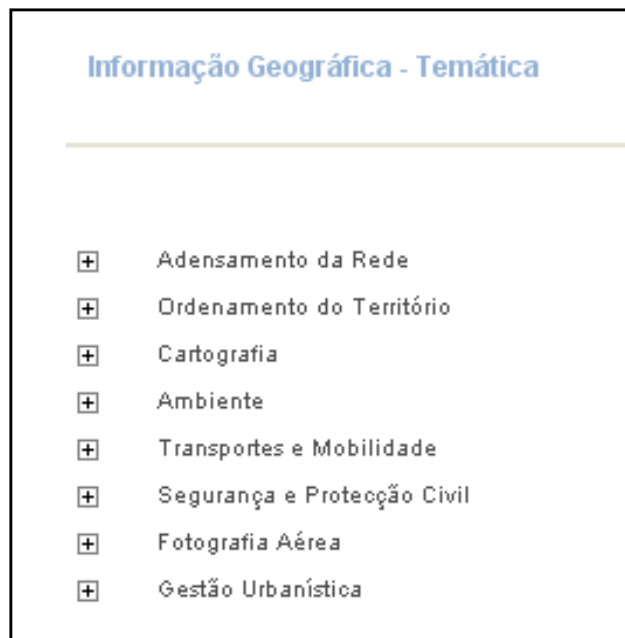 Informação Geográfica - Temática
Adensamento da Rede
Ordenamento do Território
Cartografia
Ambiente
Transportes e Mobilidade
Segurança e Protecção Civil
Fotografia Aérea
Gestão Urbanística